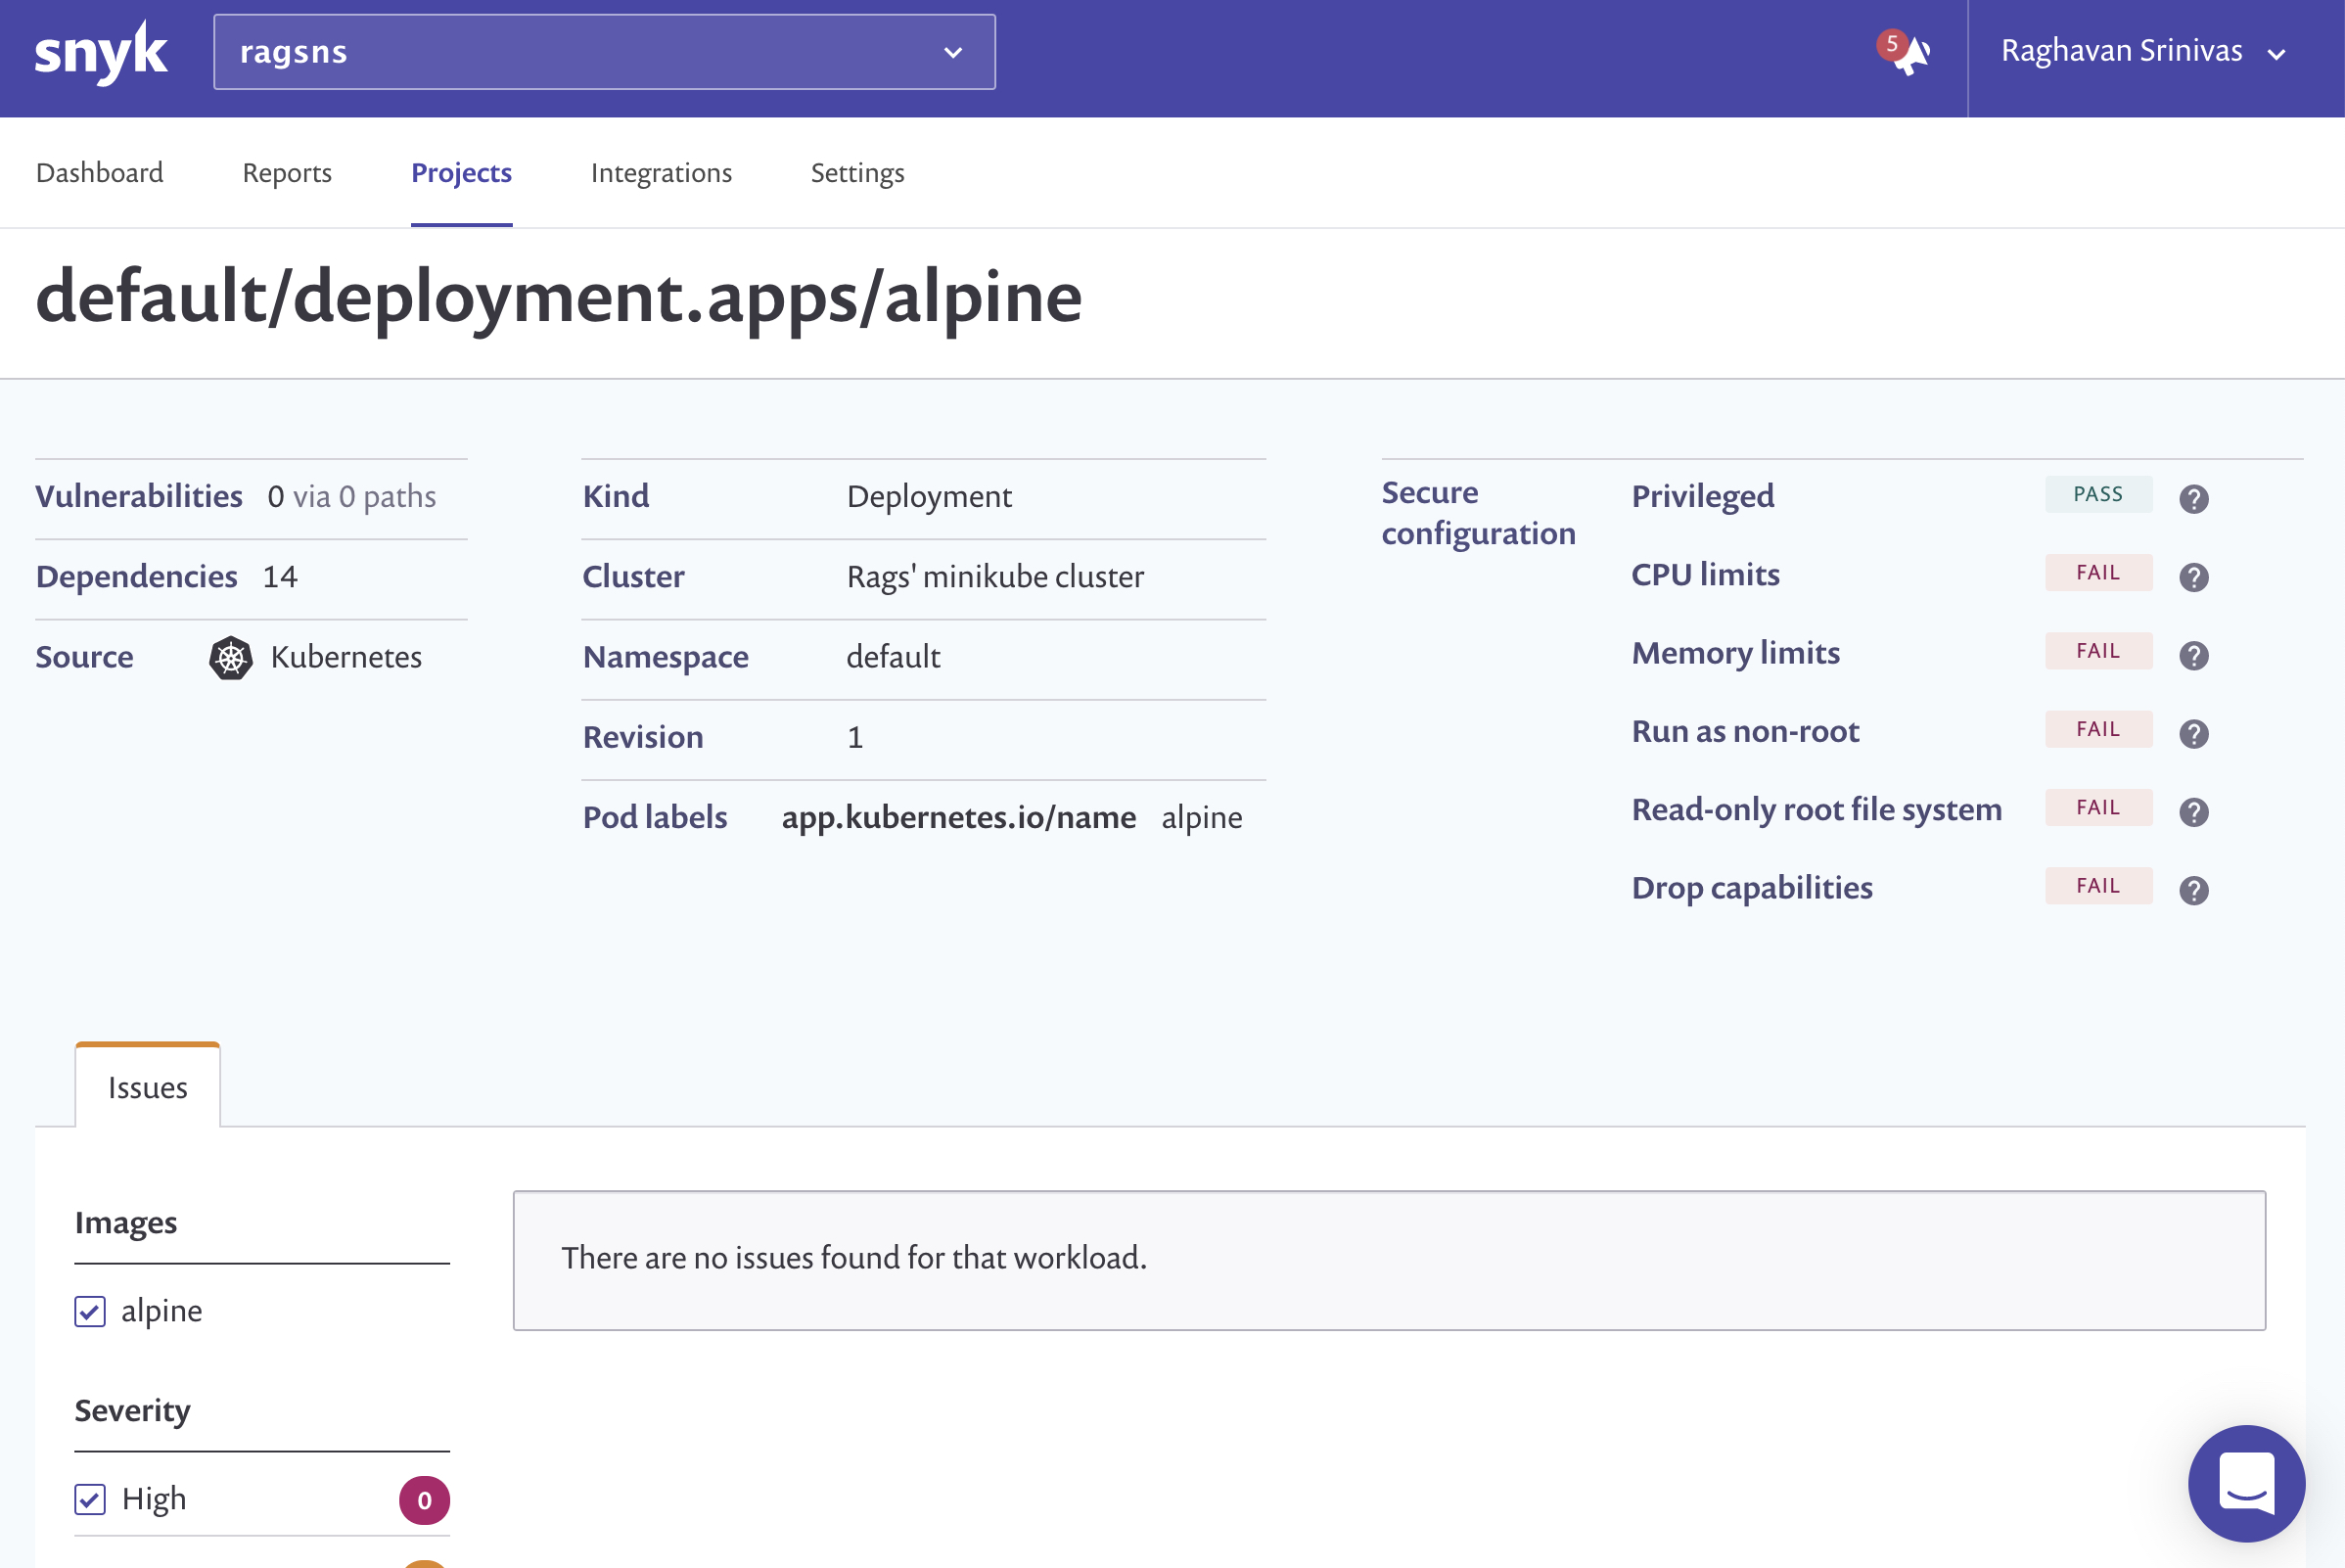 snyk
ragsns
5
Raghavan Srinivas
Dashboard
Reports
Projects
Integrations
Settings
default/deployment.apps/alpine
Vulnerabilities 0 via 0 paths
Dependencies 14
Source Kubernetes
Kind Deployment
Cluster Rags' minikube cluster
Namespace default
Revision 1
Pod labels app.kubernetes.io/name alpine
Secure
configuration
Privileged PASS ?
CPU limits FAIL ?
Memory limits FAIL ?
Run as non-root FAIL ?
Read-only root file system FAIL ?
Drop capabilities FAIL ?
Issues
Images
alpine
Severity
High 0
There are no issues found for that workload.